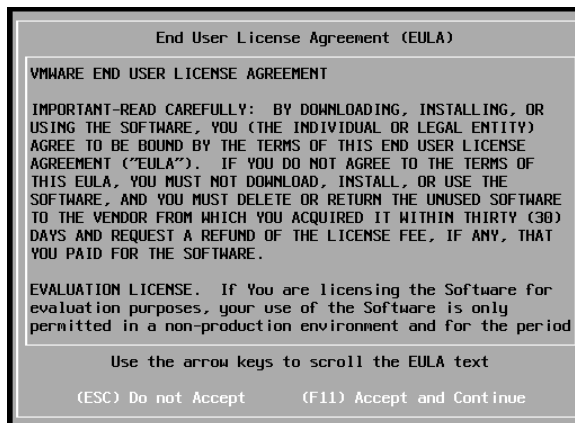 End User License Agreement (EULA)
VMWARE END USER LICENSE AGREEMENT
IMPORTANT-READ CAREFULLY:  BY DOWNLOADING, INSTALLING, OR
USING THE SOFTWARE, YOU (THE INDIVIDUAL OR LEGAL ENTITY)
AGREE TO BE BOUND BY THE TERMS OF THIS END USER LICENSE
AGREEMENT ("EULA").  IF YOU DO NOT AGREE TO THE TERMS OF
THIS EULA, YOU MUST NOT DOWNLOAD, INSTALL, OR USE THE
SOFTWARE, AND YOU MUST DELETE OR RETURN THE UNUSED SOFTWARE
TO THE VENDOR FROM WHICH YOU ACQUIRED IT WITHIN THIRTY (30)
DAYS AND REQUEST A REFUND OF THE LICENSE FEE, IF ANY, THAT
YOU PAID FOR THE SOFTWARE.
EVALUATION LICENSE.  If You are licensing the Software for
evaluation purposes, your use of the Software is only
permitted in a non-production environment and for the period
Use the arrow keys to scroll the EULA text
(ESC) Do not Accept (F11) Accept and Continue